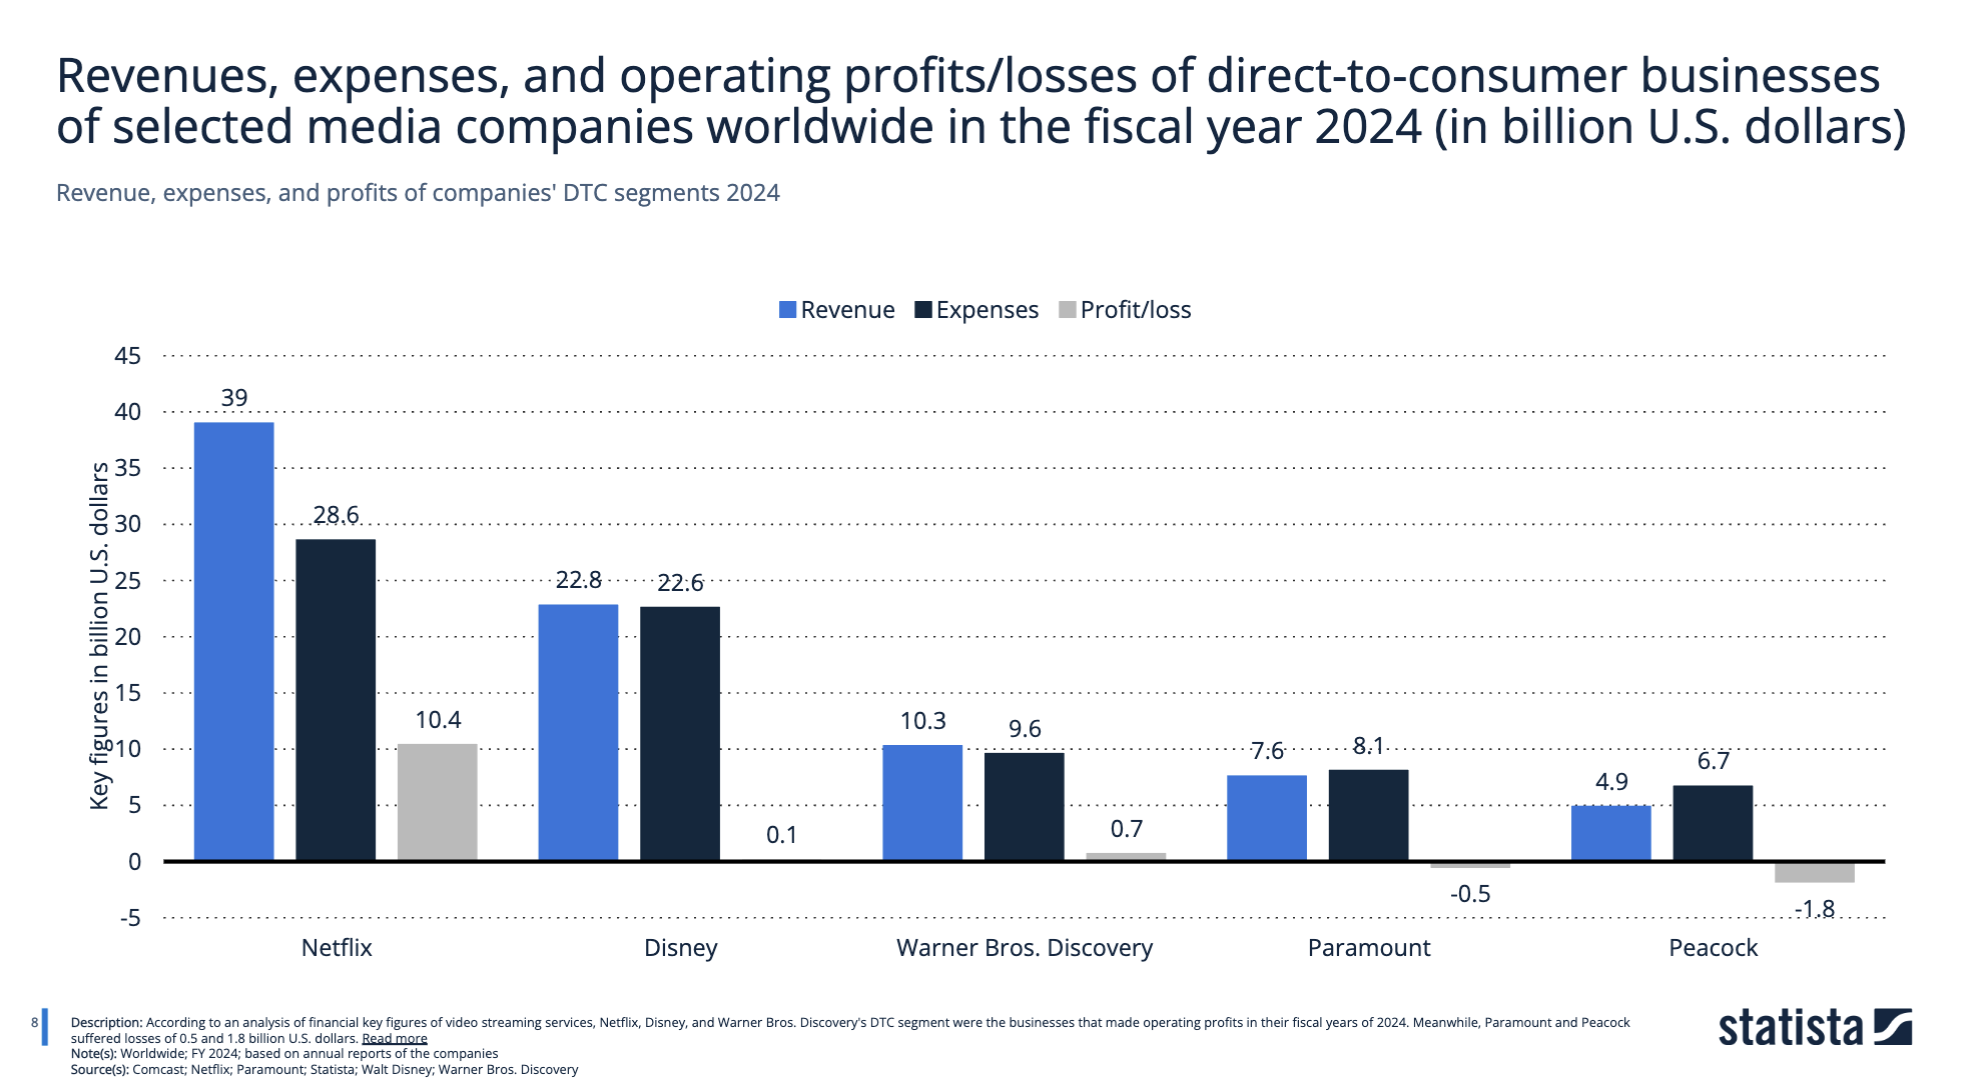 Revenues, expenses, and operating profits/losses of direct-to-consumer businesses
of selected media companies worldwide in the fiscal year 2024 (in billion U.S. dollars)
Revenue, expenses, and profits of companies' DTC segments 2024
Revenue Expenses Profit/loss
Key figures in billion U.S. dollars
45
40
35
30
25
20
15
10
5
0
-5
39 28.6 10.4
22.8 22.6 0.1
10.3 9.6 0.7
7.6 8.1 -0.5
4.9 6.7 -1.8
Netflix Disney Warner Bros. Discovery Paramount Peacock
8
Description: According to an analysis of financial key figures of video streaming services, Netflix, Disney, and Warner Bros. Discovery's DTC segment were the businesses that made operating profits in their fiscal years of 2024. Meanwhile, Paramount and Peacock
suffered losses of 0.5 and 1.8 billion U.S. dollars. Read more
Note(s): Worldwide; FY 2024; based on annual reports of the companies
Source(s): Comcast; Netflix; Paramount; Statista; Walt Disney; Warner Bros. Discovery
statista